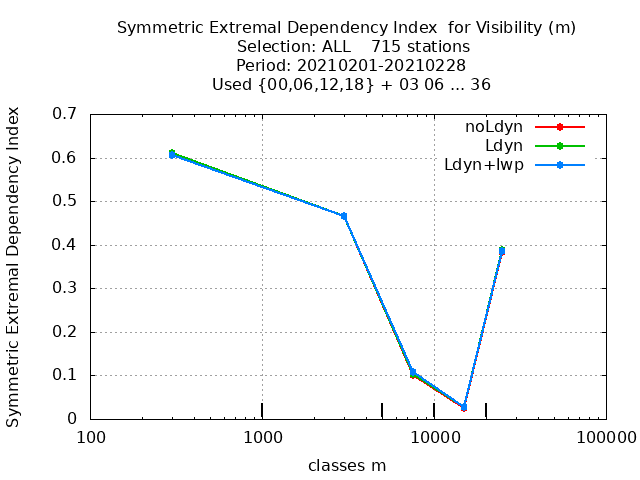 Symmetric Extremal Dependency Index  for Visibility (m)
Selection: ALL    715 stations
Period: 20210201-20210228
Used {00,06,12,18} + 03 06 ... 36
Symmetric Extremal Dependency Index
0.7
0.6
0.5
0.4
0.3
0.2
0.1
0
noLdyn
Ldyn
Ldyn+lwp
100 1000 10000 100000
classes m